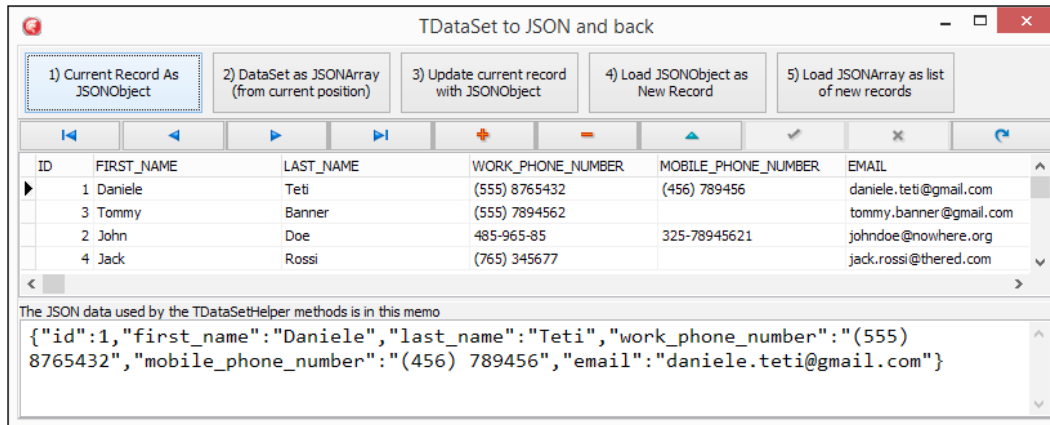 TDataSet to JSON and back
1) Current Record As
JSONObject
2) DataSet as JSONArray
(from current position)
3) Update current record
with JSONObject
4) Load JSONObject as
New Record
5) Load JSONArray as list
of new records
ID FIRST_NAME LAST_NAME WORK_PHONE_NUMBER MOBILE_PHONE_NUMBER EMAIL
1 Daniele Teti (555) 8765432 (456) 789456 daniele.teti@gmail.com
3 Tommy Banner (555) 7894562 tommy.banner@gmail.com
2 John Doe 485-965-85 325-78945621 johndoe@nowhere.org
4 Jack Rossi (765) 345677 jack.rossi@thered.com
The JSON data used by the TDataSetHelper methods is in this memo
{"id":1,"first_name":"Daniele","last_name":"Teti","work_phone_number":"(555)
8765432","mobile_phone_number":"(456) 789456","email":"daniele.teti@gmail.com"}